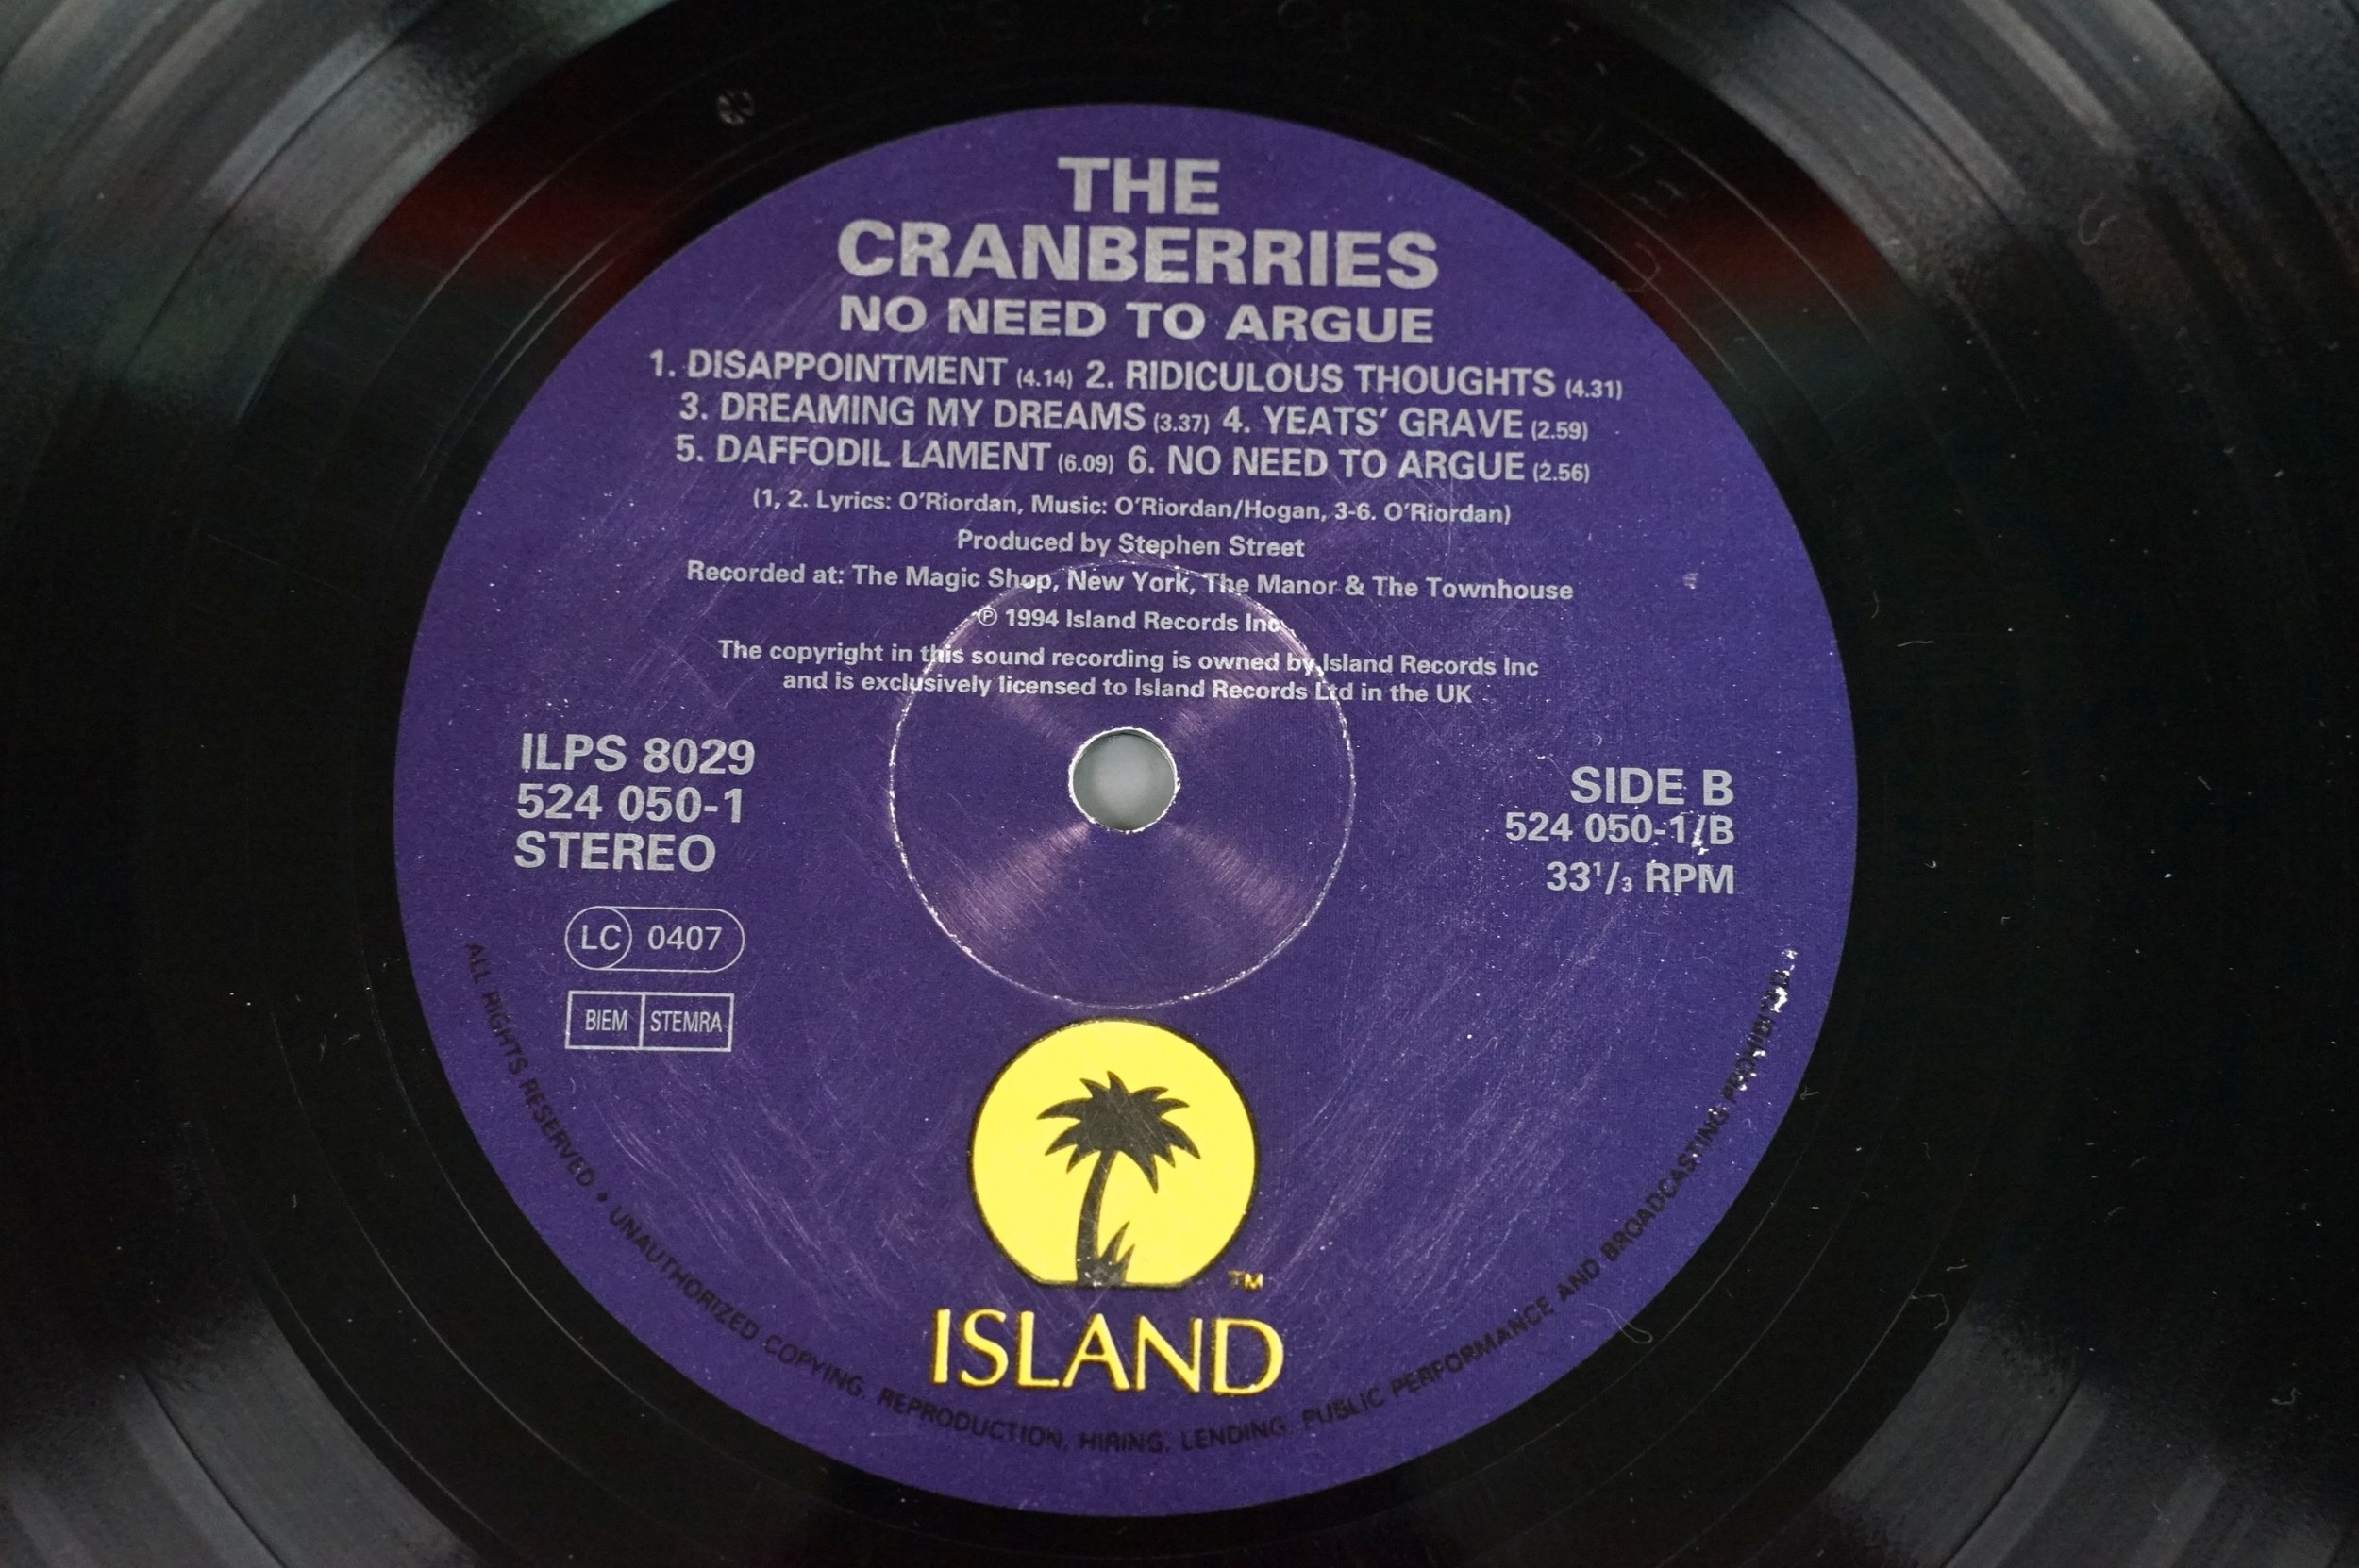 THE
CRANBERRIES
NO NEED TO ARGUE
1. DISAPPOINTMENT (4.14) 2. RIDICULOUS THOUGHTS (4.31)
3. DREAMING MY DREAMS (3.37) 4. YEATS' GRAVE (2.59)
5. DAFFODIL LAMENT (6.09) 6. NO NEED TO ARGUE (2.56)
(1, 2. Lyrics: O'Riordan, Music: O'Riordan/Hogan, 3-6. O'Riordan)
Produced by Stephen Street
Recorded at: The Magic Shop, New York, The Manor & The Townhouse
℗ 1994 Island Records Inc
The copyright in this sound recording is owned by Island Records Inc
and is exclusively licensed to Island Records Ltd in the UK
ILPS 8029
524 050-1
STEREO
LC 0407
BIEM STEMRA
SIDE B
524 050-1/B
33 1/3 RPM
ISLAND TM
ALL RIGHTS RESERVED • UNAUTHORIZED COPYING, REPRODUCTION, HIRING, LENDING, PUBLIC PERFORMANCE AND BROADCASTING